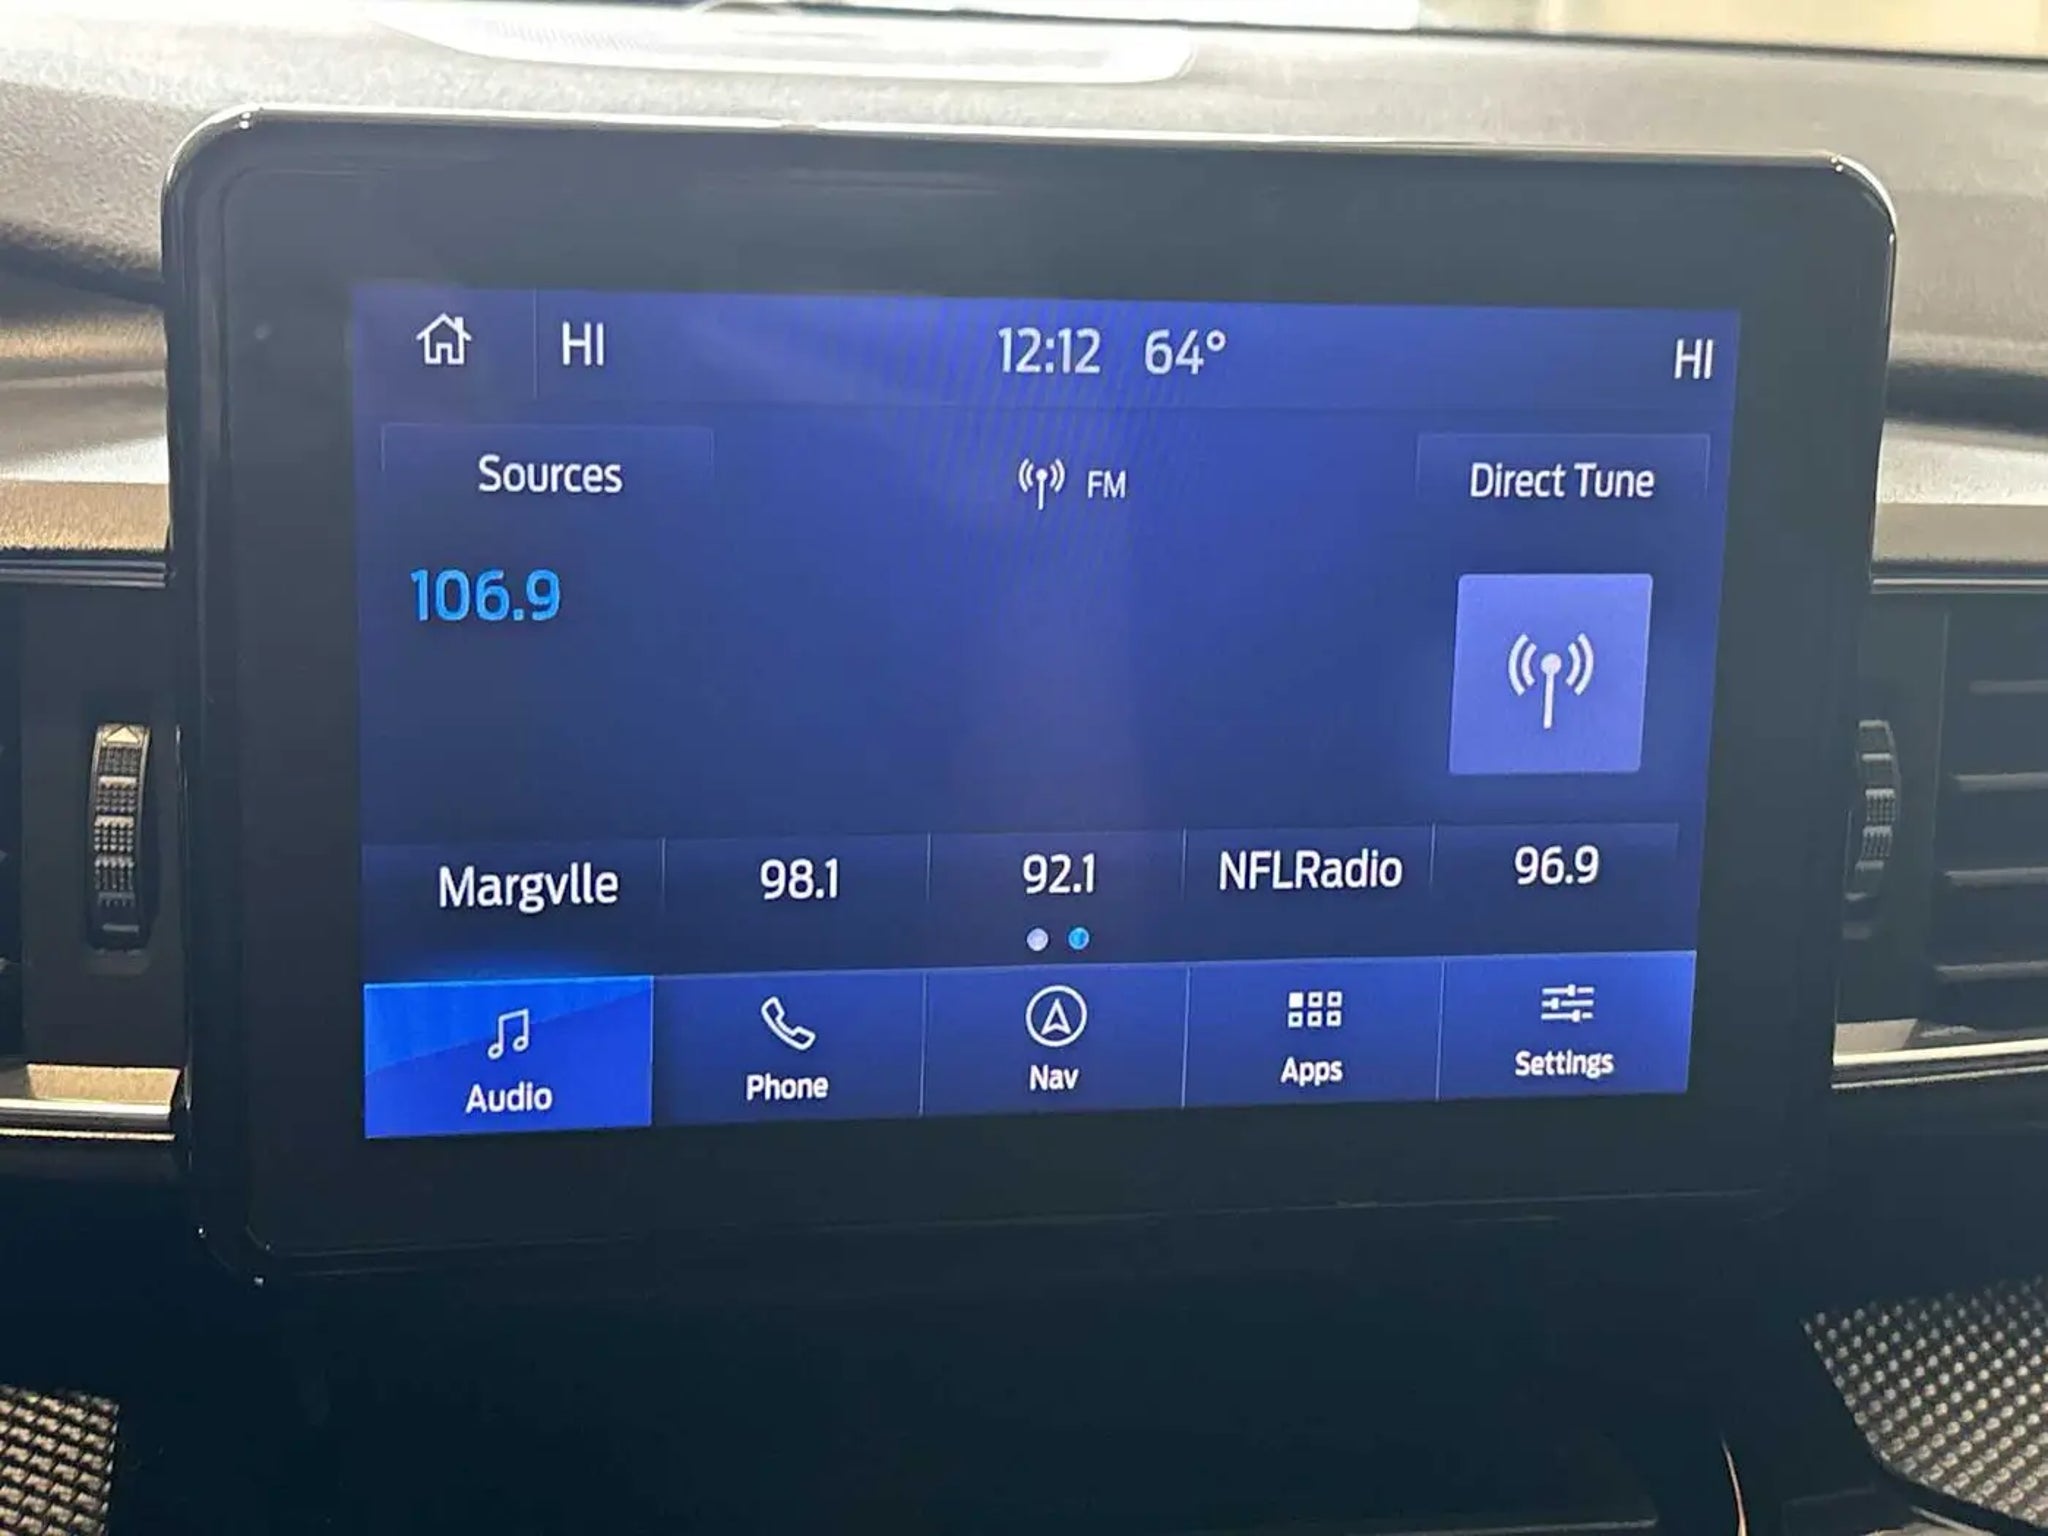 HI 12:12 64° HI
Sources FM Direct Tune
106.9
Margvlle 98.1 92.1 NFLRadio 96.9
Audio Phone Nav Apps Settings